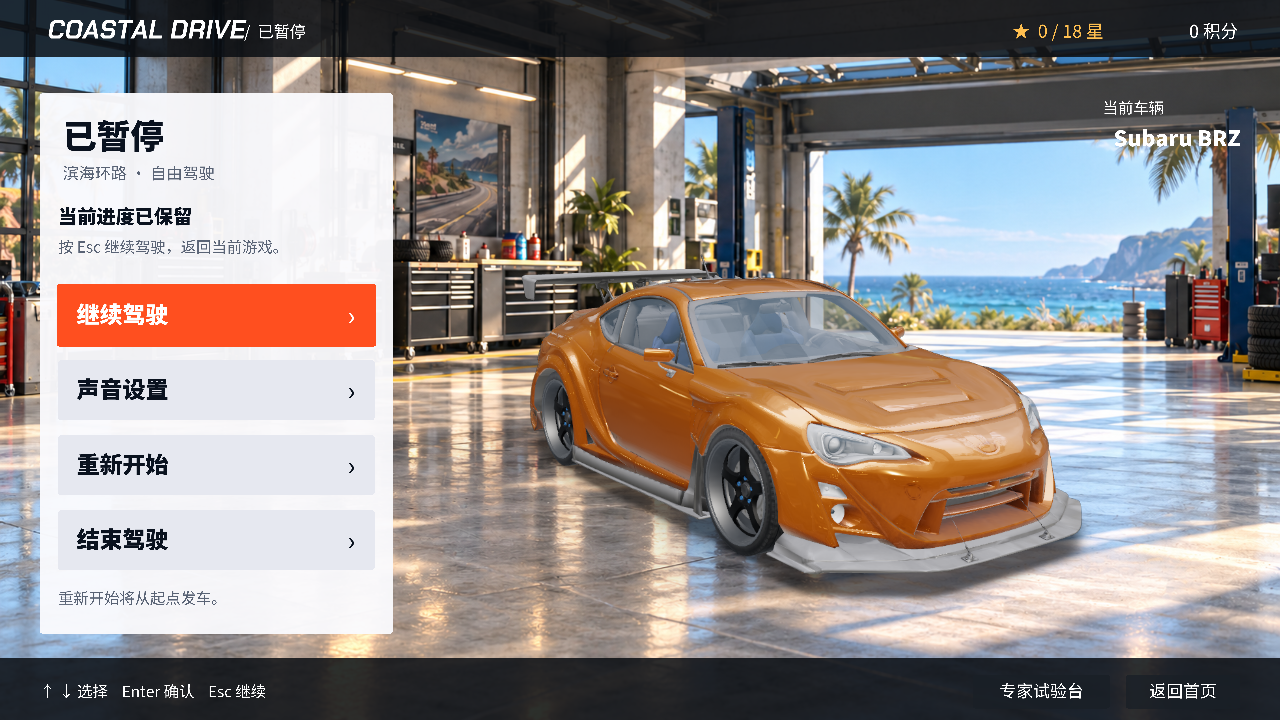 COASTAL DRIVE / 已暂停
★ 0 / 18 星
0 积分
已暂停
滨海环路 · 自由驾驶
当前进度已保留
按 Esc 继续驾驶，返回当前游戏。
继续驾驶 ›
声音设置 ›
重新开始 ›
结束驾驶 ›
重新开始将从起点发车。
当前车辆
Subaru BRZ
↑ ↓ 选择 Enter 确认 Esc 继续
专家试验台
返回首页